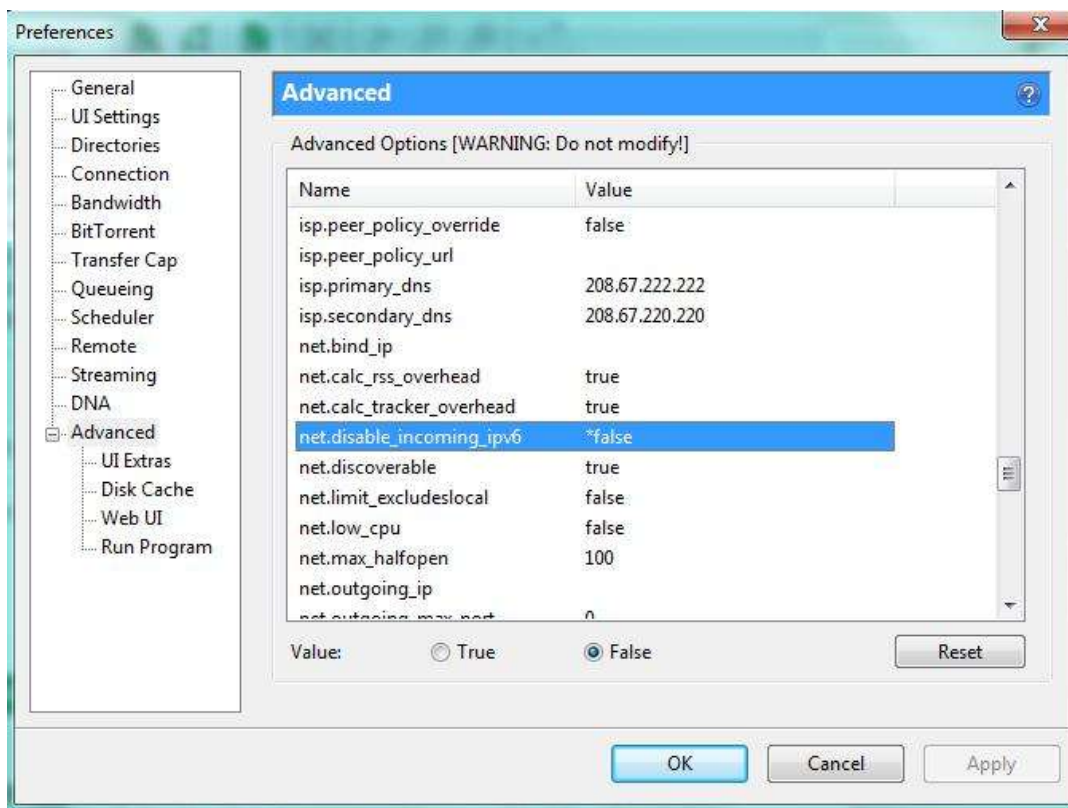 Preferences
X
General
UI Settings
Directories
Connection
Bandwidth
BitTorrent
Transfer Cap
Queueing
Scheduler
Remote
Streaming
DNA
Advanced
UI Extras
Disk Cache
Web UI
Run Program
Advanced
?
Advanced Options [WARNING: Do not modify!]
Name Value
isp.peer_policy_override false
isp.peer_policy_url
isp.primary_dns 208.67.222.222
isp.secondary_dns 208.67.220.220
net.bind_ip
net.calc_rss_overhead true
net.calc_tracker_overhead true
net.disable_incoming_ipv6 *false
net.discoverable true
net.limit_excludeslocal false
net.low_cpu false
net.max_halfopen 100
net.outgoing_ip
net.outgoing_max_port 0
Value: True False Reset
OK Cancel Apply